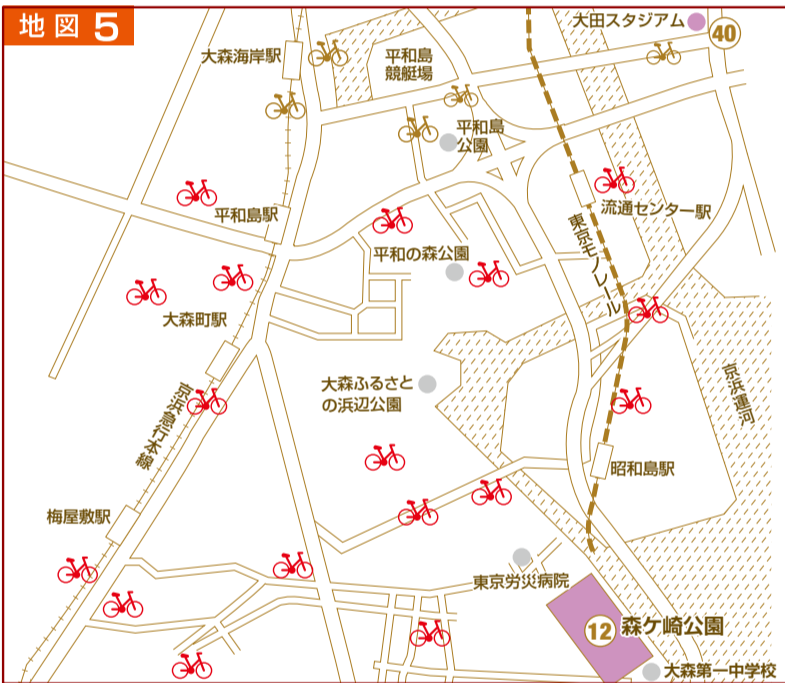 地図 5
大田スタジアム
40
大森海岸駅
平和島
競艇場
平和島
公園
平和島駅
流通センター駅
東京モノレール
平和の森公園
大森町駅
京浜運河
大森ふるさと
の浜辺公園
京浜急行本線
昭和島駅
梅屋敷駅
東京労災病院
12 森ケ崎公園
大森第一中学校